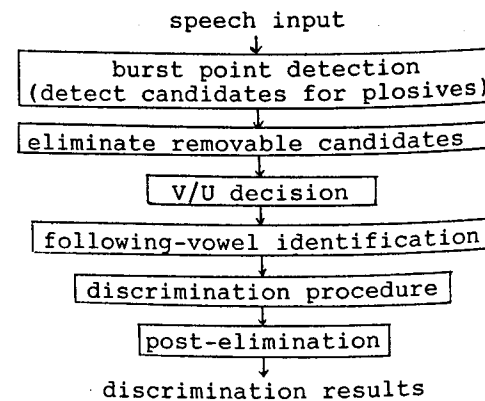 speech input
burst point detection
(detect candidates for plosives)
eliminate removable candidates
V/U decision
following-vowel identification
discrimination procedure
post-elimination
discrimination results